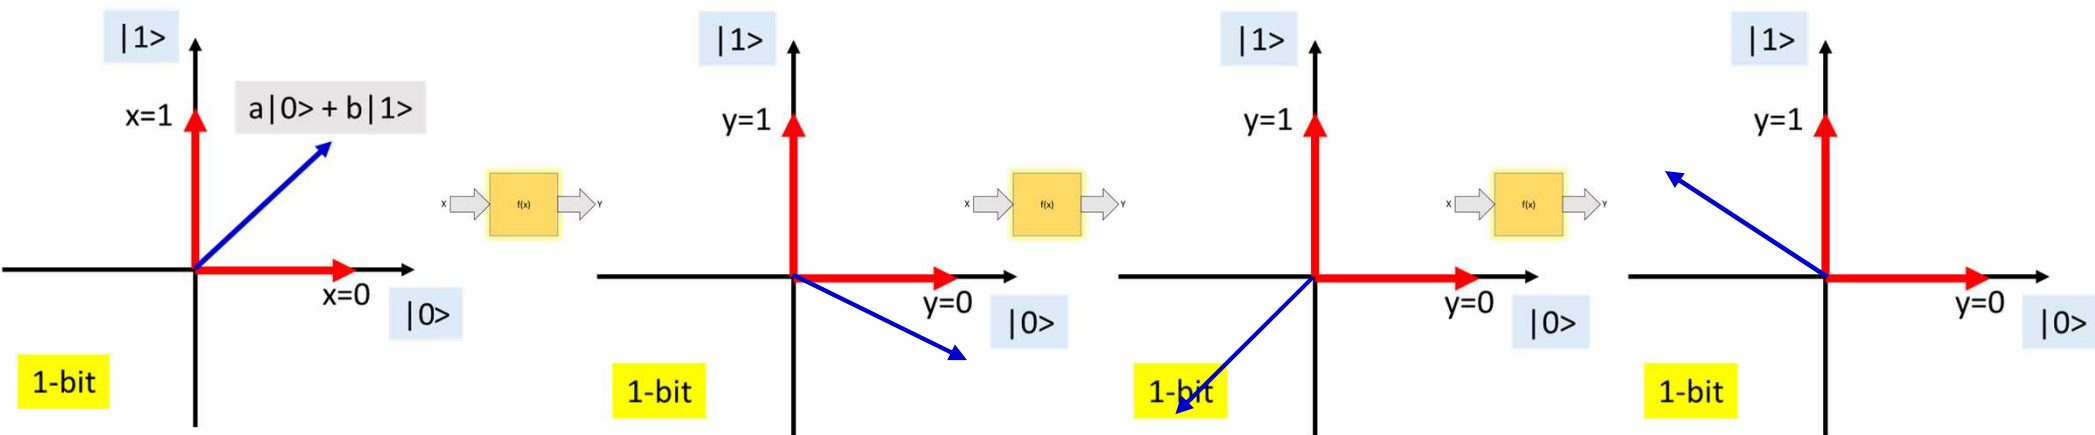 |1>
a|0> + b|1>
x=1
x=0
|0>
1-bit
X
f(x)
Y
|1>
y=1
y=0
|0>
1-bit
X
f(x)
Y
|1>
y=1
y=0
|0>
1-bit
X
f(x)
Y
|1>
y=1
y=0
|0>
1-bit